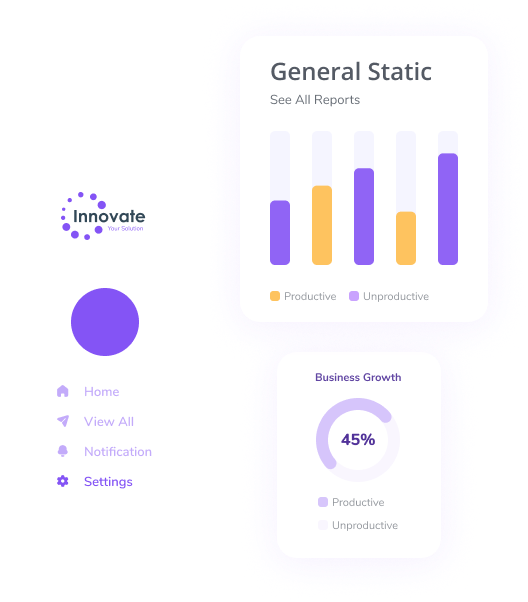 General Static
See All Reports
Productive
Unproductive
Innovate
Your Solution
Home
View All
Notification
Settings
Business Growth
45%
Productive
Unproductive